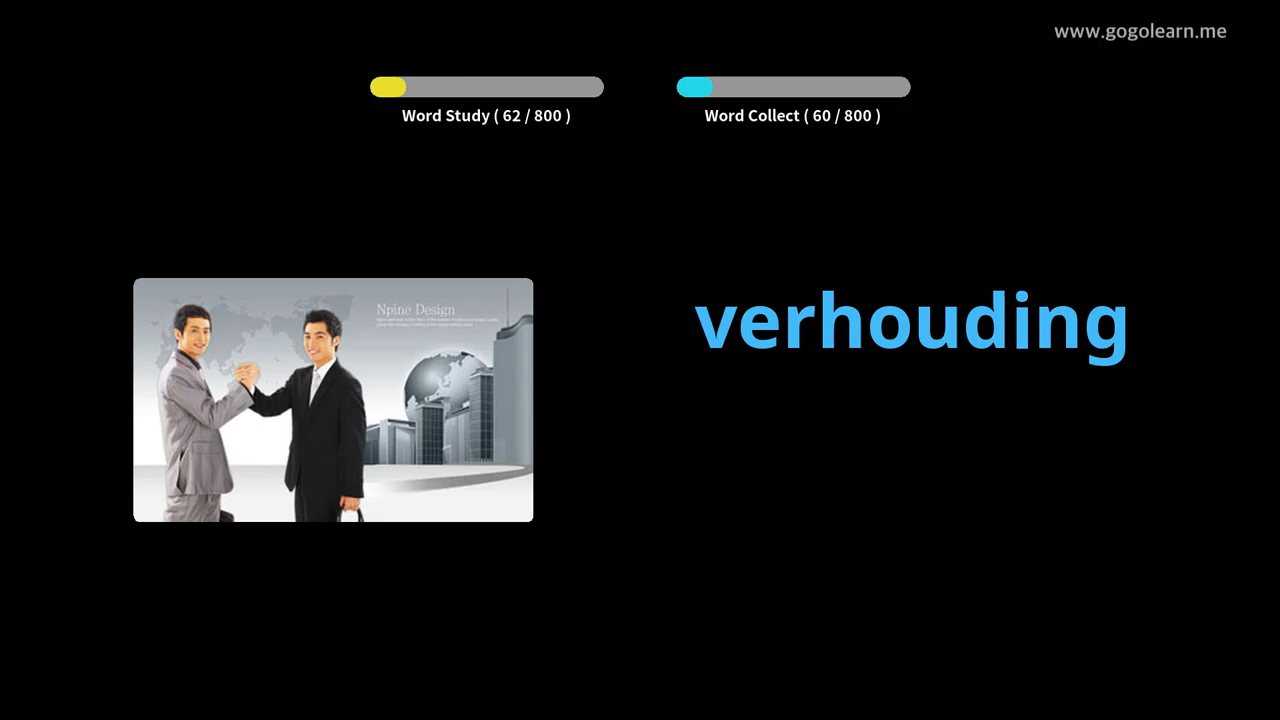 www.gogolearn.me
Word Study ( 62 / 800 )
Word Collect ( 60 / 800 )
Npine Design
verhouding